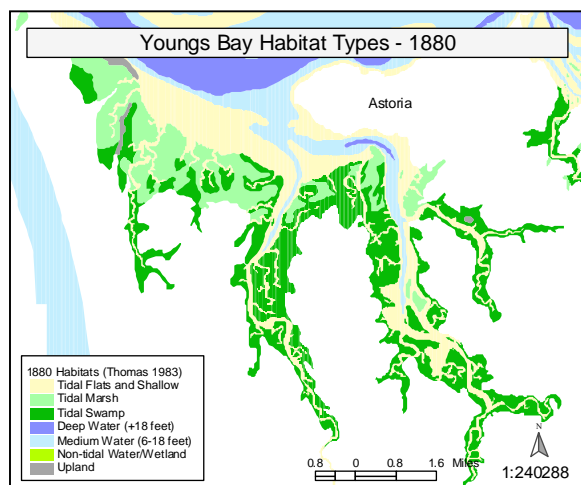 Youngs Bay Habitat Types - 1880
Astoria
1880 Habitats (Thomas 1983)
Tidal Flats and Shallow
Tidal Marsh
Tidal Swamp
Deep Water (+18 feet)
Medium Water (6-18 feet)
Non-tidal Water/Wetland
Upland
N
0.8 0 0.8 1.6 Miles
1:240288